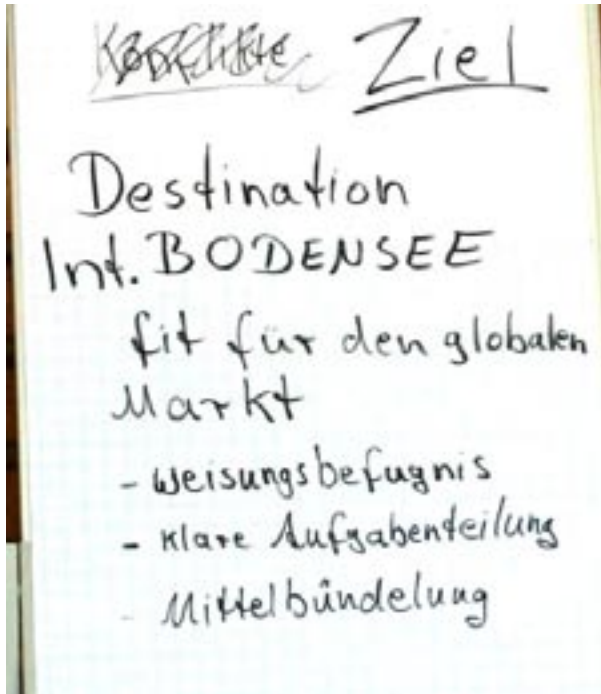 Ziel
Destination
Int. BODENSEE
fit für den globalen
Markt
- Weisungsbefugnis
- klare Aufgabenteilung
- Mittelbündelung